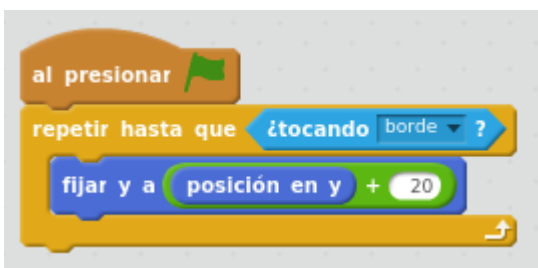 al presionar
repetir hasta que ¿tocando borde ?
fijar y a posición en y + 20